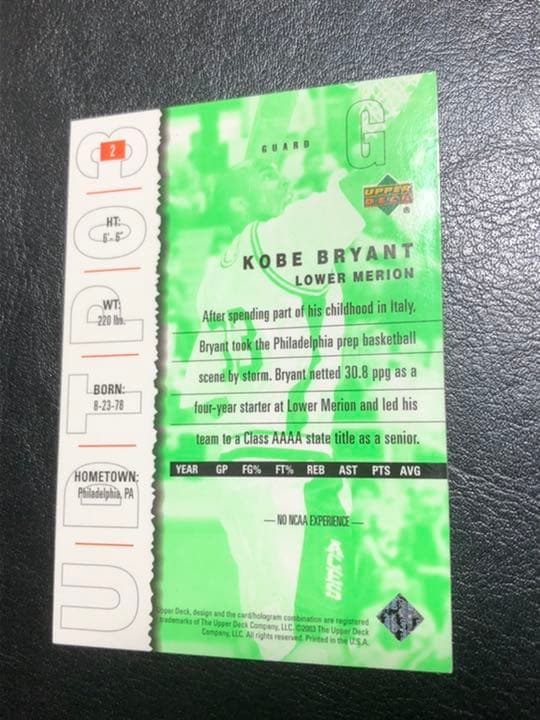 UDTP03
2
HT:
6'-6"
WT:
220 lbs.
BORN:
8-23-78
HOMETOWN:
Philadelphia, PA
G
GUARD
UPPER
DECK
KOBE BRYANT
LOWER MERION
After spending part of his childhood in Italy,
Bryant took the Philadelphia prep basketball
scene by storm. Bryant netted 30.8 ppg as a
four-year starter at Lower Merion and led his
team to a Class AAAA state title as a senior.
YEAR GP FG% FT% REB AST PTS AVG
— NO NCAA EXPERIENCE —
ACES
Upper Deck, design and the card/hologram combination are registered
trademarks of The Upper Deck Company, LLC. ©2003 The Upper Deck
Company, LLC. All rights reserved. Printed in the U.S.A.